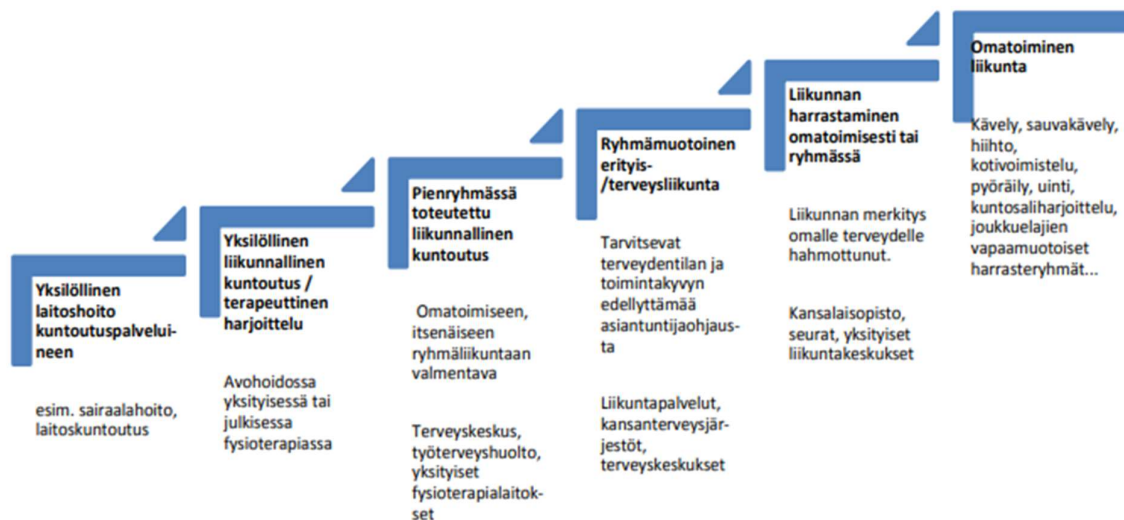 Yksilöllinen
laitoshoito
kuntoutuspalvelui-
neen
esim. sairaalahoito,
laitoskuntoutus
Yksilöllinen
liikunnallinen
kuntoutus /
terapeuttinen
harjoittelu
Avohoidossa
yksityisessä tai
julkisessa
fysioterapiassa
Pienryhmässä
toteutettu
liikunnallinen
kuntoutus
Omatoimiseen,
itsenäiseen
ryhmäliikuntaan
valmentava
Terveyskeskus,
työterveyshuolto,
yksityiset
fysioterapialaitok-
set
Ryhmämuotoinen
erityis-
/terveysliikunta
Tarvitsevat
terveydentilan ja
toimintakyvyn
edellyttämää
asiantuntijaohjaus-
ta
Liikuntapalvelut,
kansanterveysjär-
jestöt,
terveyskeskukset
Liikunnan
harrastaminen
omatoimisesti tai
ryhmässä
Liikunnan merkitys
omalle terveydelle
hahmottunut.
Kansalaisopisto,
seurat, yksityiset
liikuntakeskukset
Omatoiminen
liikunta
Kävely, sauvakävely,
hiihto,
kotivoimistelu,
pyöräily, uinti,
kuntosaliharjoittelu,
joukkuelajien
vapaamuotoiset
harrasteryhmät...